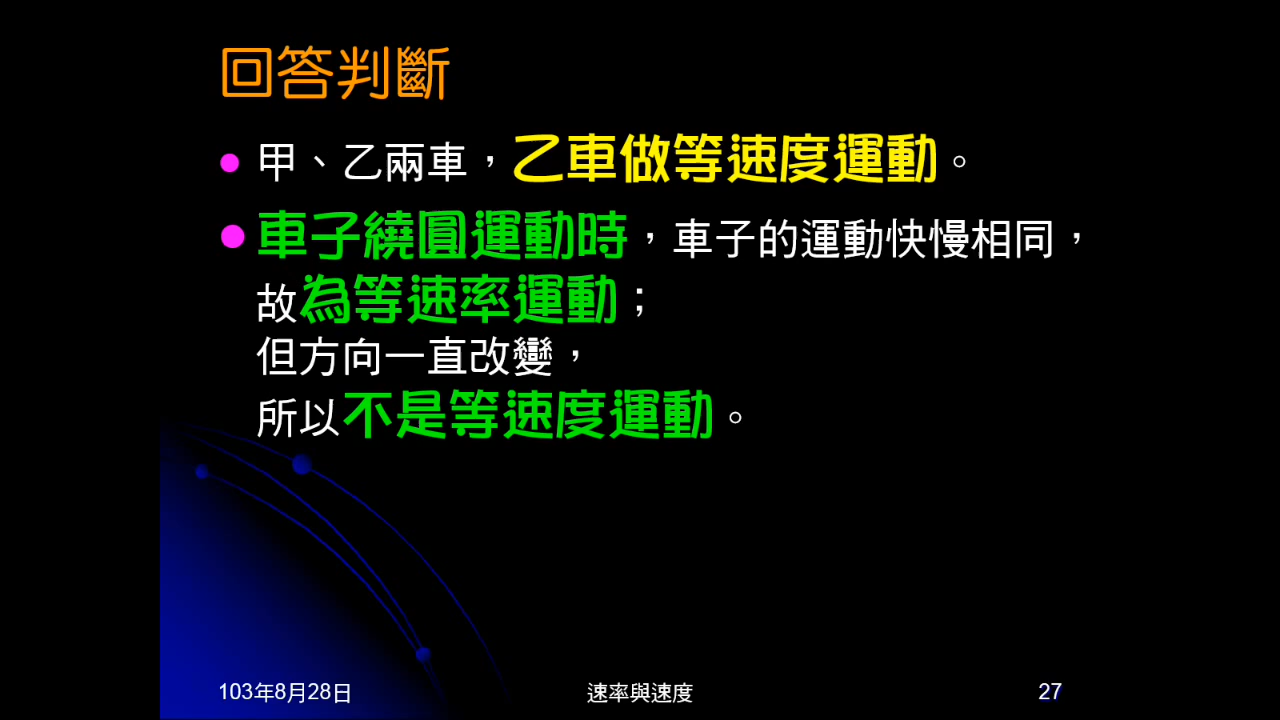 回答判斷
甲、乙兩車，乙車做等速度運動。
車子繞圓運動時，車子的運動快慢相同，
故為等速率運動；
但方向一直改變，
所以不是等速度運動。
103年8月28日
速率與速度
27